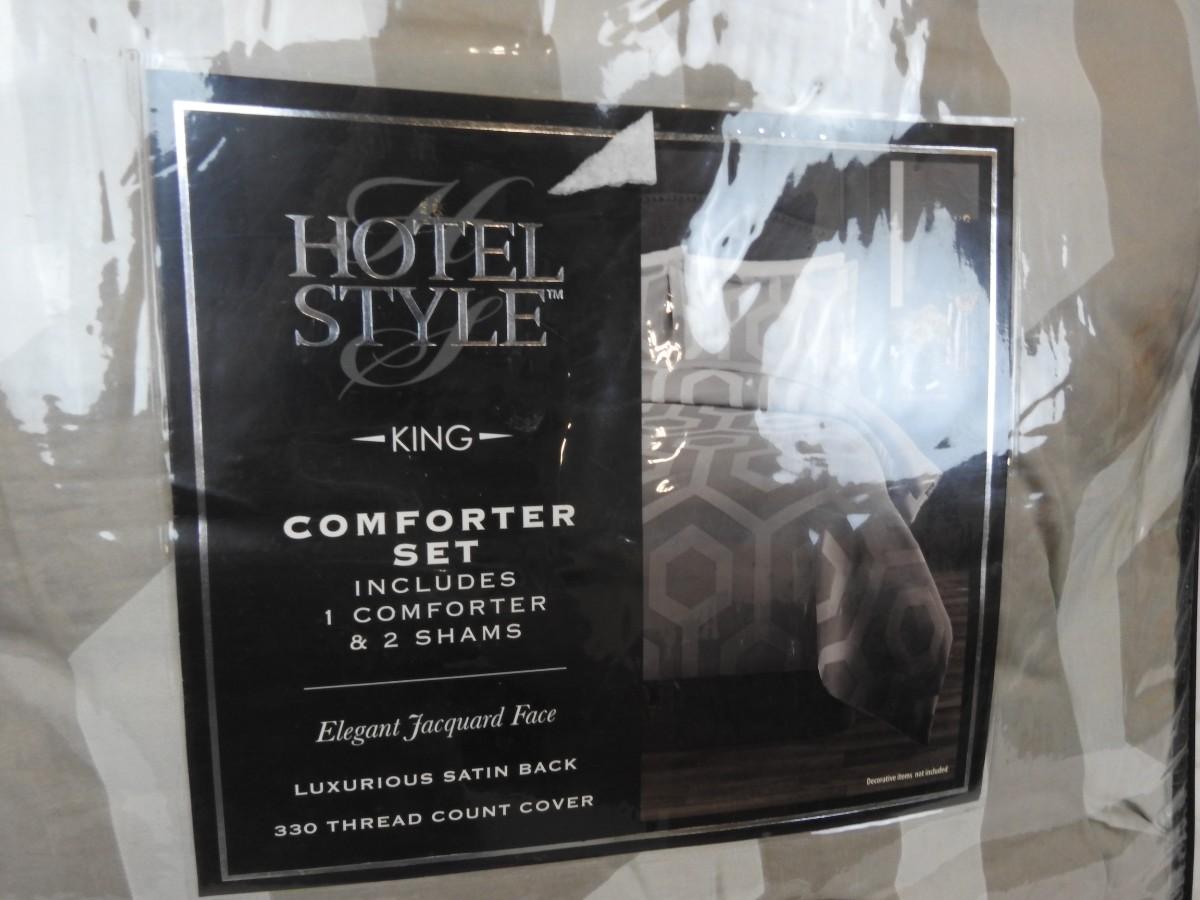 HOTEL
STYLE™
KING
COMFORTER
SET
INCLUDES
1 COMFORTER
& 2 SHAMS
Elegant Jacquard Face
LUXURIOUS SATIN BACK
330 THREAD COUNT COVER
Decorative items not included